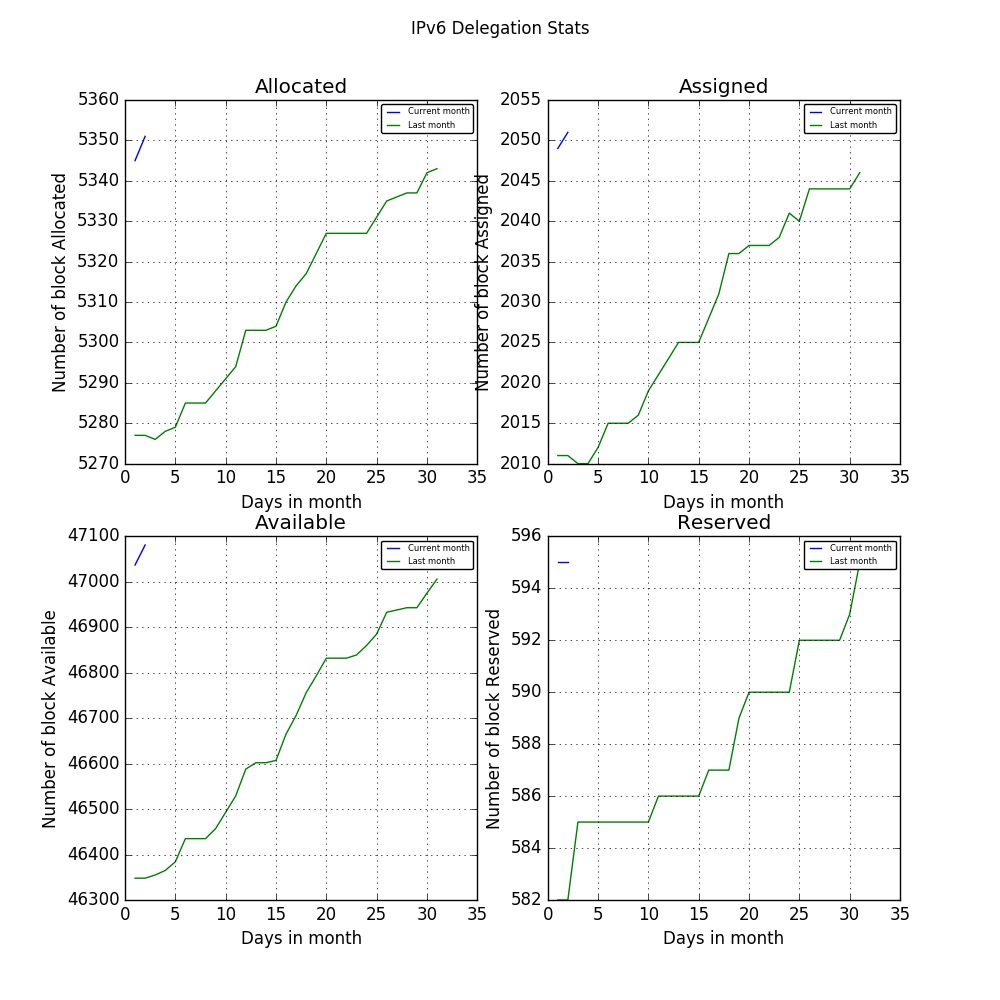 IPv6 Delegation Stats
Allocated
Number of block Allocated
5360
5350
5340
5330
5320
5310
5300
5290
5280
5270
Current month
Last month
0 5 10 15 20 25 30 35
Days in month
Assigned
Number of block Assigned
2055
2050
2045
2040
2035
2030
2025
2020
2015
2010
Current month
Last month
0 5 10 15 20 25 30 35
Days in month
Available
Number of block Available
47100
47000
46900
46800
46700
46600
46500
46400
46300
Current month
Last month
0 5 10 15 20 25 30 35
Days in month
Reserved
Number of block Reserved
596
594
592
590
588
586
584
582
Current month
Last month
0 5 10 15 20 25 30 35
Days in month